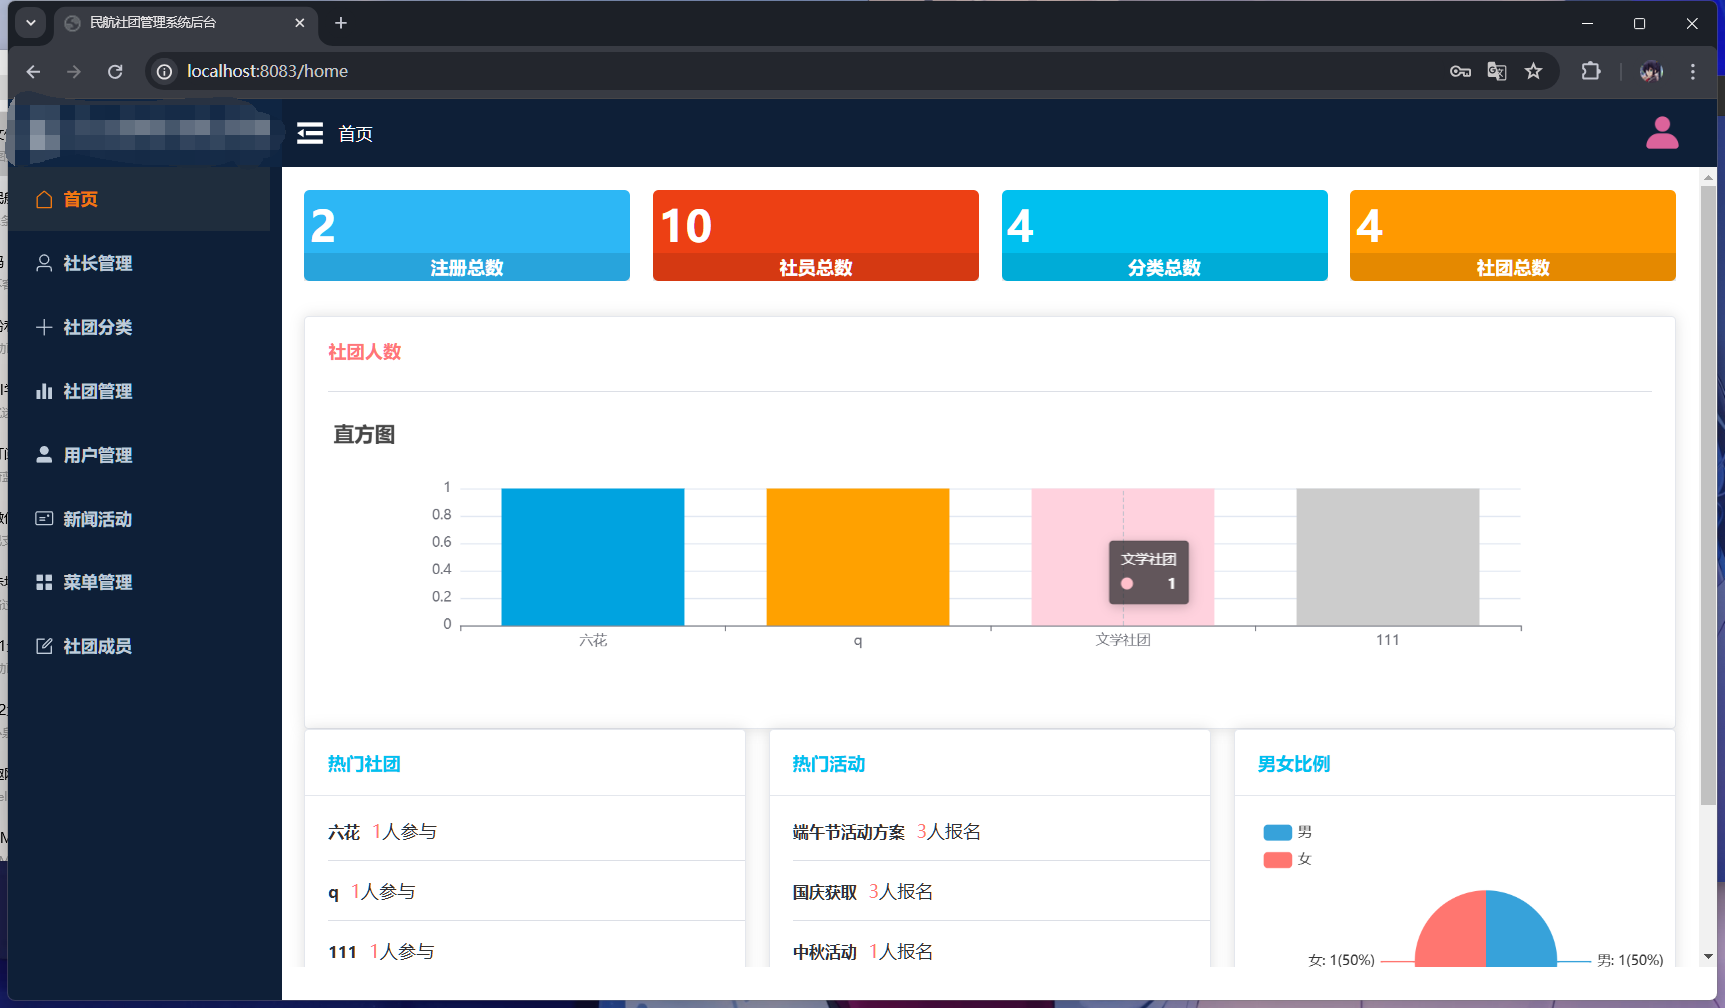 民航社团管理系统后台
localhost:8083/home
首页
首页
社长管理
社团分类
社团管理
用户管理
新闻活动
菜单管理
社团成员
2
注册总数
10
社员总数
4
分类总数
4
社团总数
社团人数
直方图
1
0.8
0.6
0.4
0.2
0
文学社团
1
六花
q
文学社团
111
热门社团
六花 1人参与
q 1人参与
111 1人参与
热门活动
端午节活动方案 3人报名
国庆获取 3人报名
中秋活动 1人报名
男女比例
男
女
女: 1(50%)
男: 1(50%)